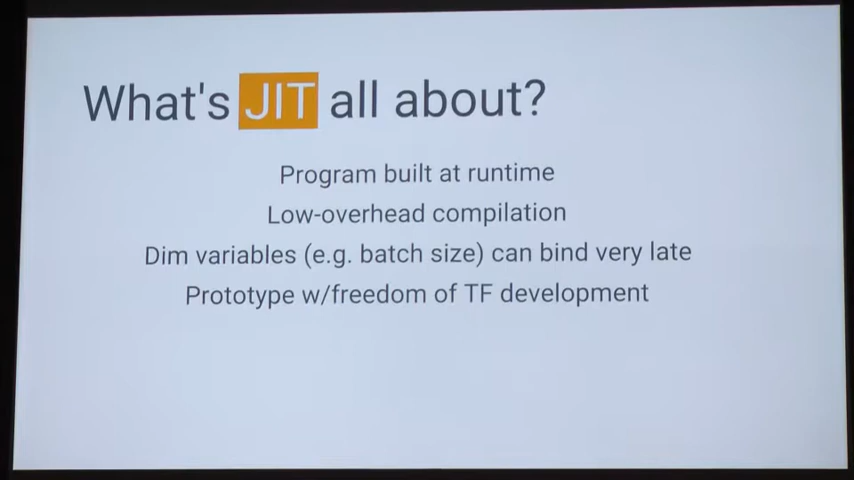 What's JIT all about?
Program built at runtime
Low-overhead compilation
Dim variables (e.g. batch size) can bind very late
Prototype w/freedom of TF development